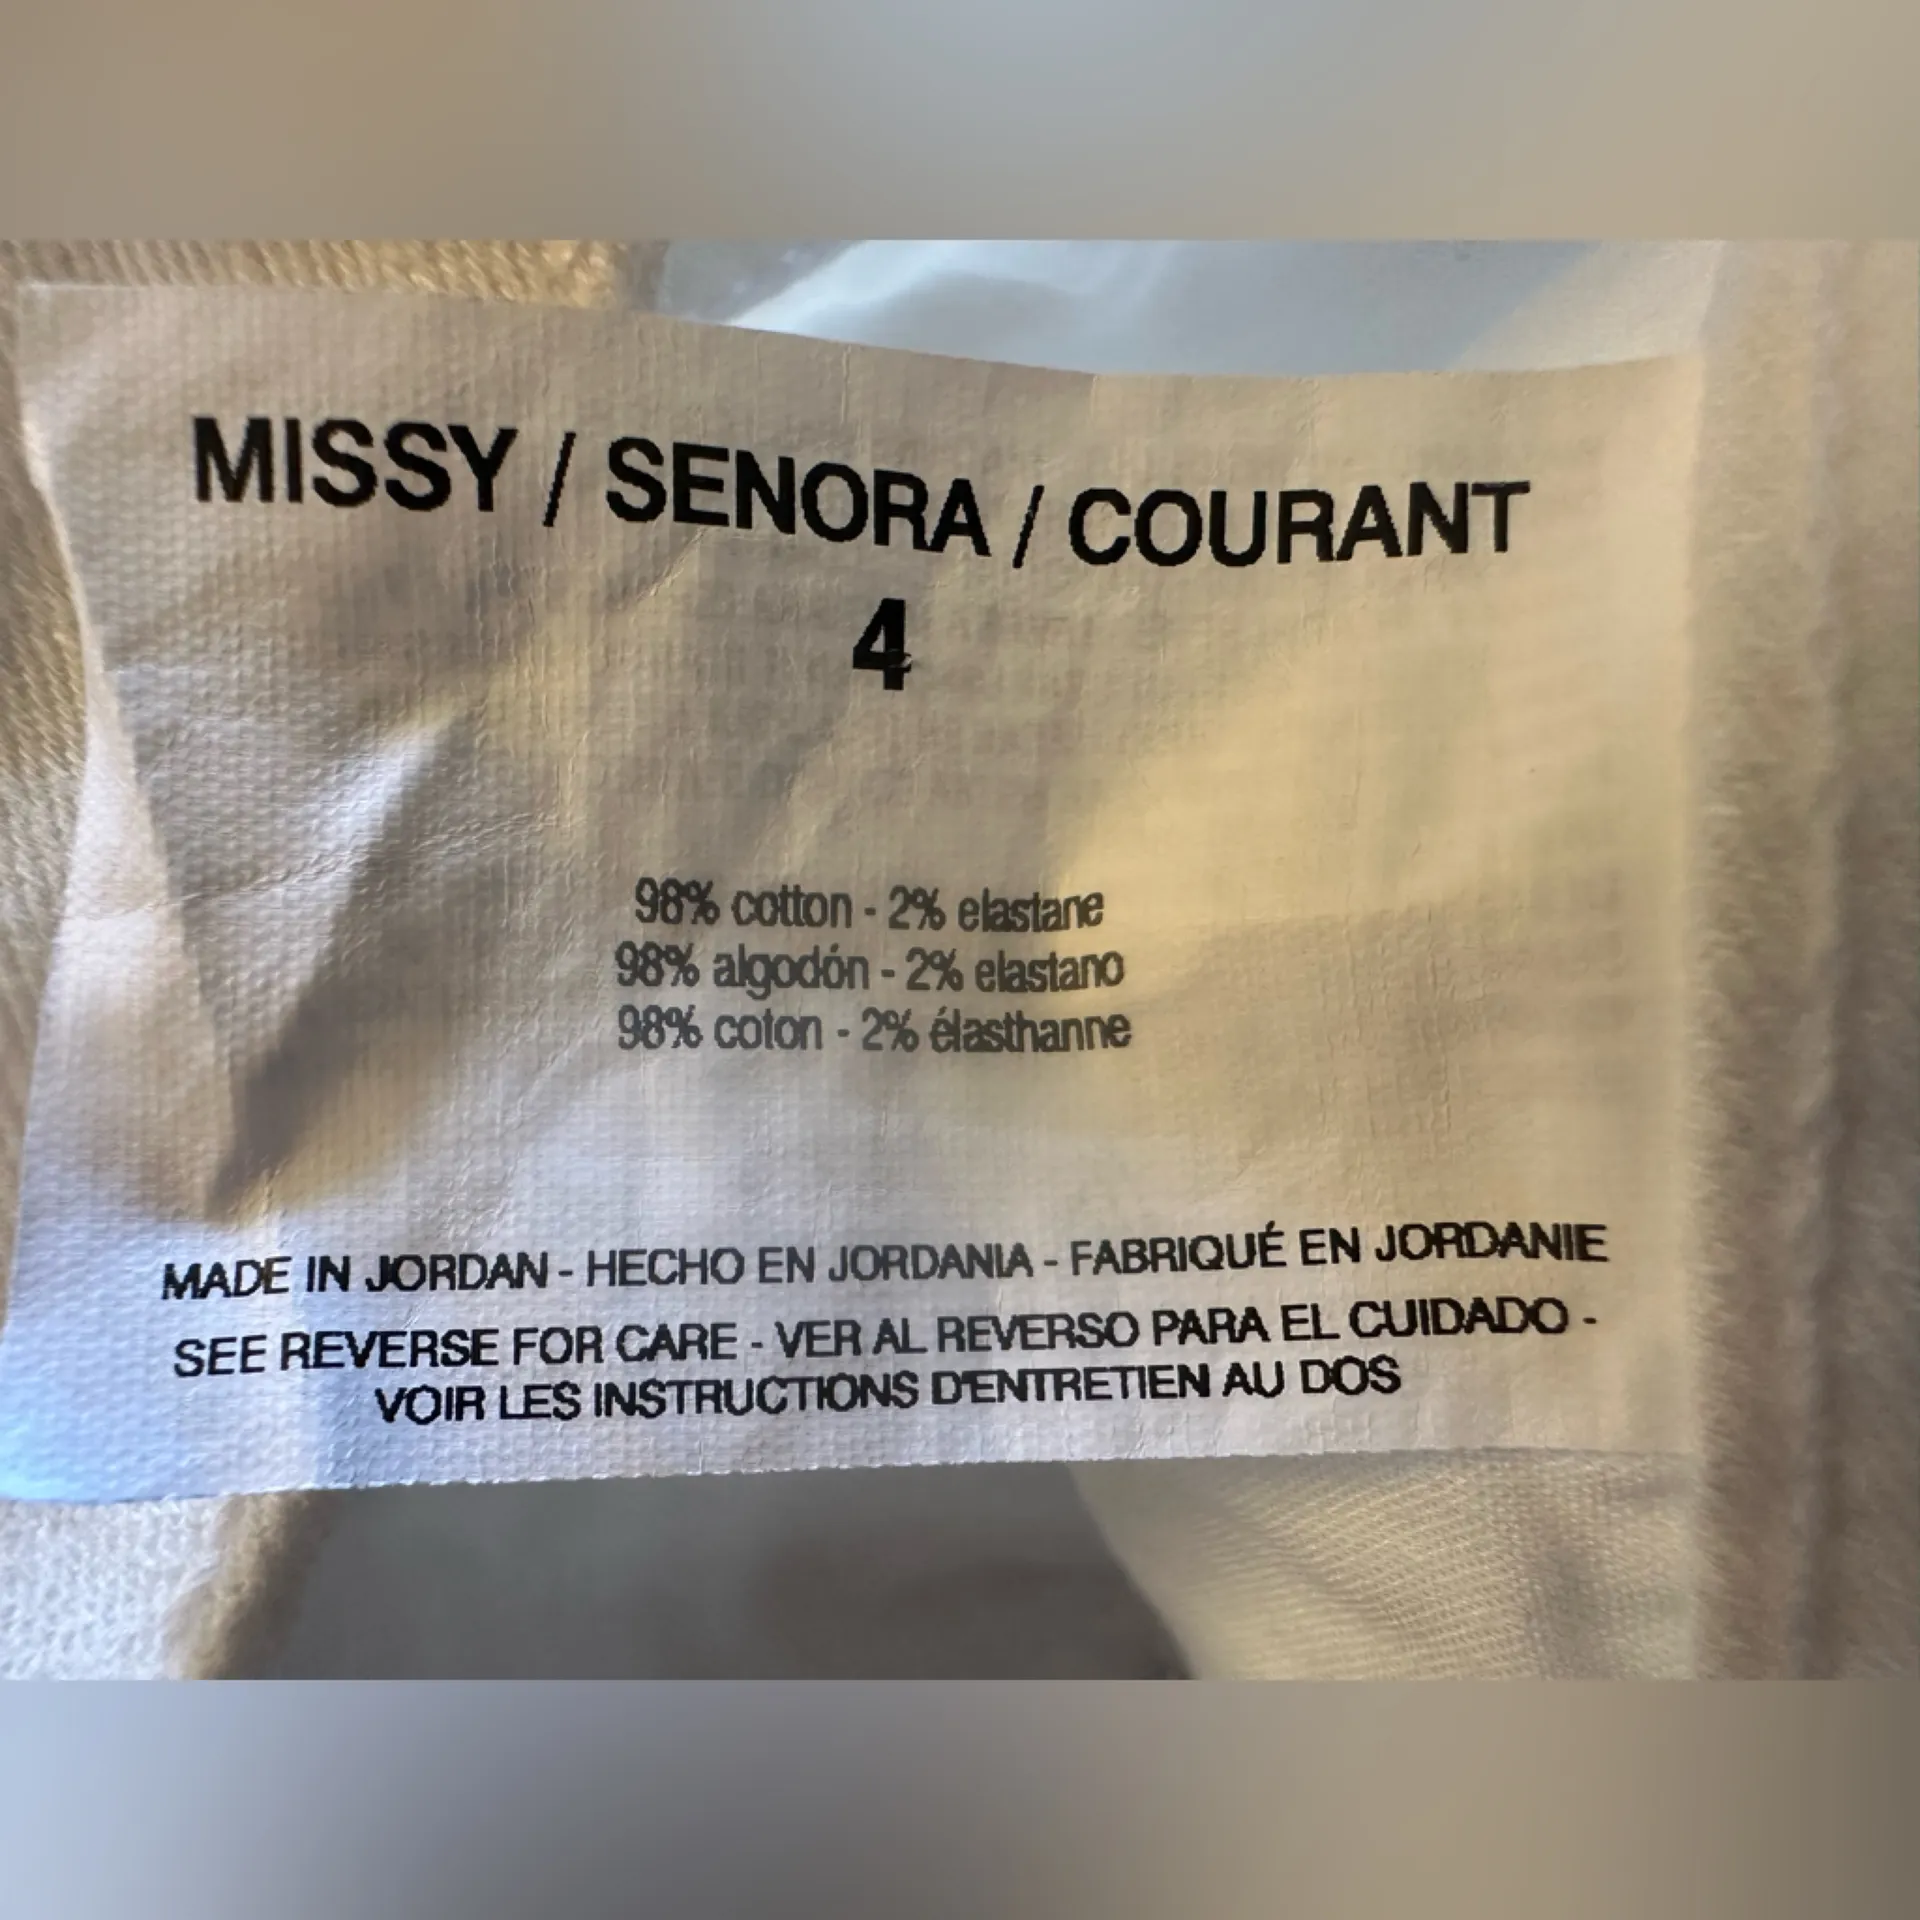 MISSY / SENORA / COURANT
4
98% cotton - 2% elastane
98% algodón - 2% elastano
98% coton - 2% élasthanne
MADE IN JORDAN - HECHO EN JORDANIA - FABRIQUÉ EN JORDANIE
SEE REVERSE FOR CARE - VER AL REVERSO PARA EL CUIDADO -
VOIR LES INSTRUCTIONS D'ENTRETIEN AU DOS